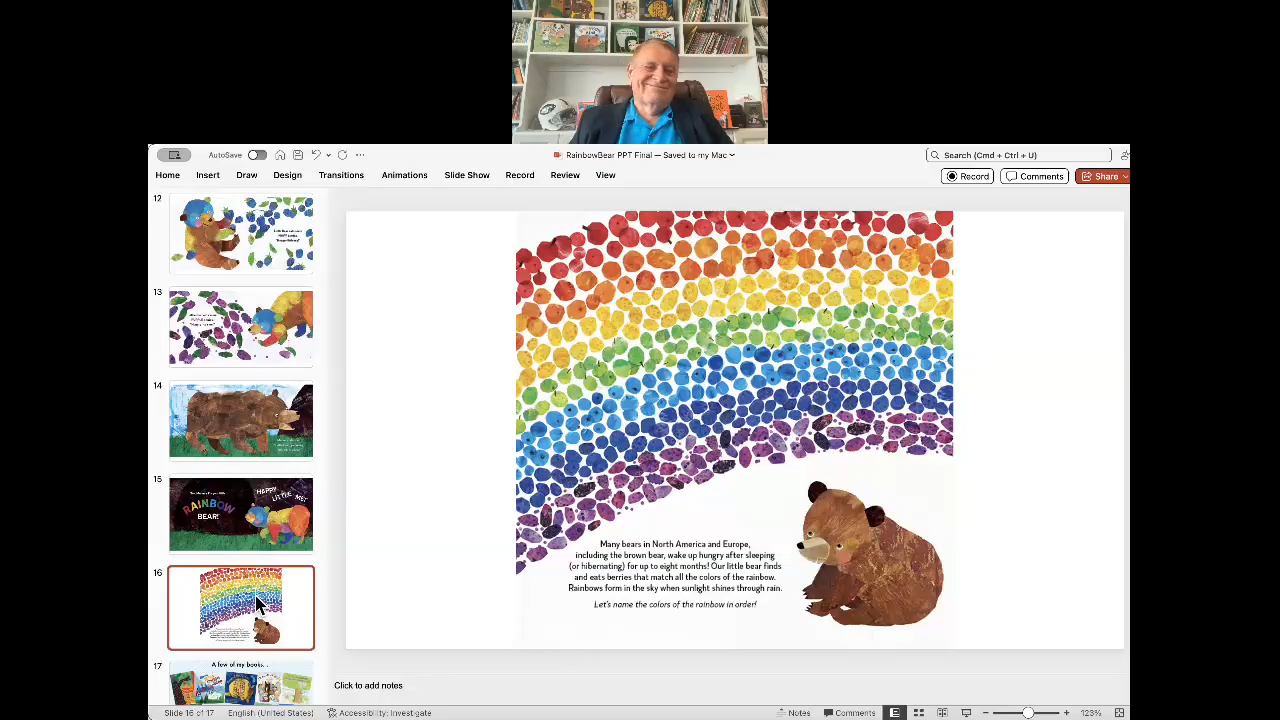 AutoSave
RainbowBear PPT Final — Saved to my Mac
Search (Cmd + Ctrl + U)
Home Insert Draw Design Transitions Animations Slide Show Record Review View
Record Comments Share
12
13
14
15
RAINBOW
BEAR!
HAPPY
LITTLE ME!
16
17
A few of my books. . .
Many bears in North America and Europe,
including the brown bear, wake up hungry after sleeping
(or hibernating) for up to eight months! Our little bear finds
and eats berries that match all the colors of the rainbow.
Rainbows form in the sky when sunlight shines through rain.
Let's name the colors of the rainbow in order!
Click to add notes
Slide 16 of 17 English (United States) Accessibility: Investigate Notes Comments 123%